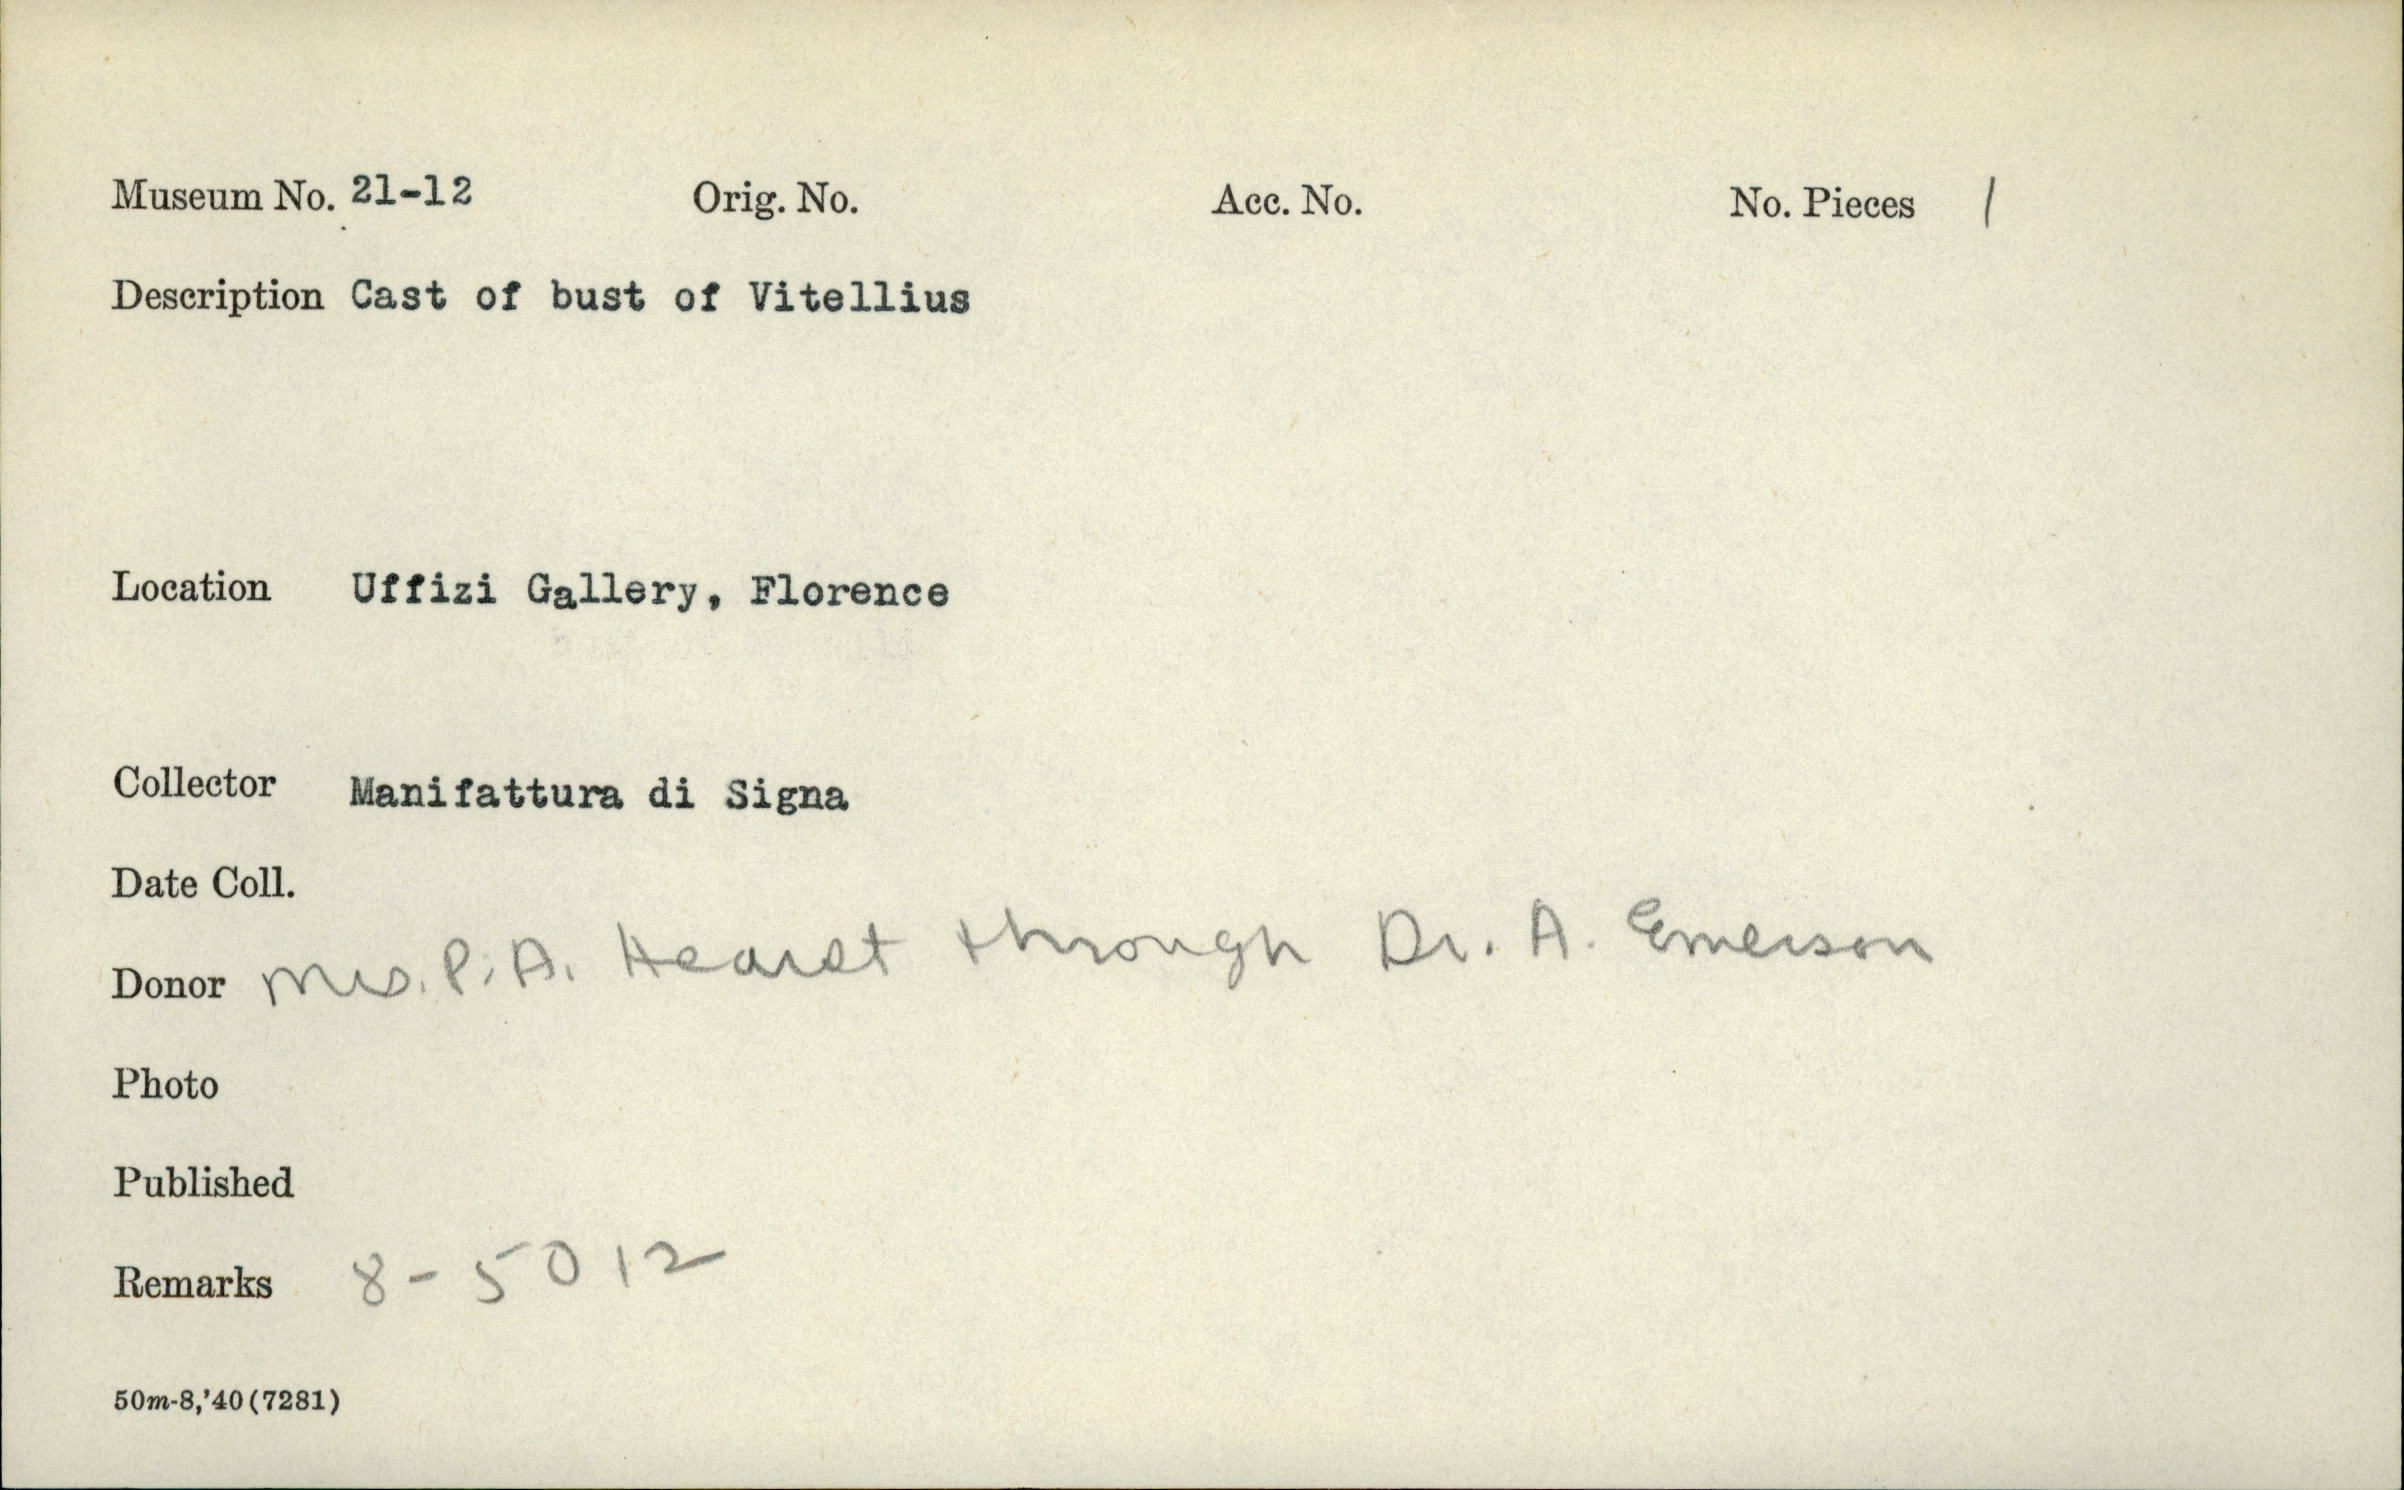 Museum No. 21-12 Orig. No. Acc. No. No. Pieces 1
Description Cast of bust of Vitellius
Location Uffizi Gallery, Florence
Collector Manifattura di Signa
Date Coll.
Donor Mrs. P. A. Hearst through Dr. A. Emerson
Photo
Published
Remarks 8-5012
50m-8,'40(7281)